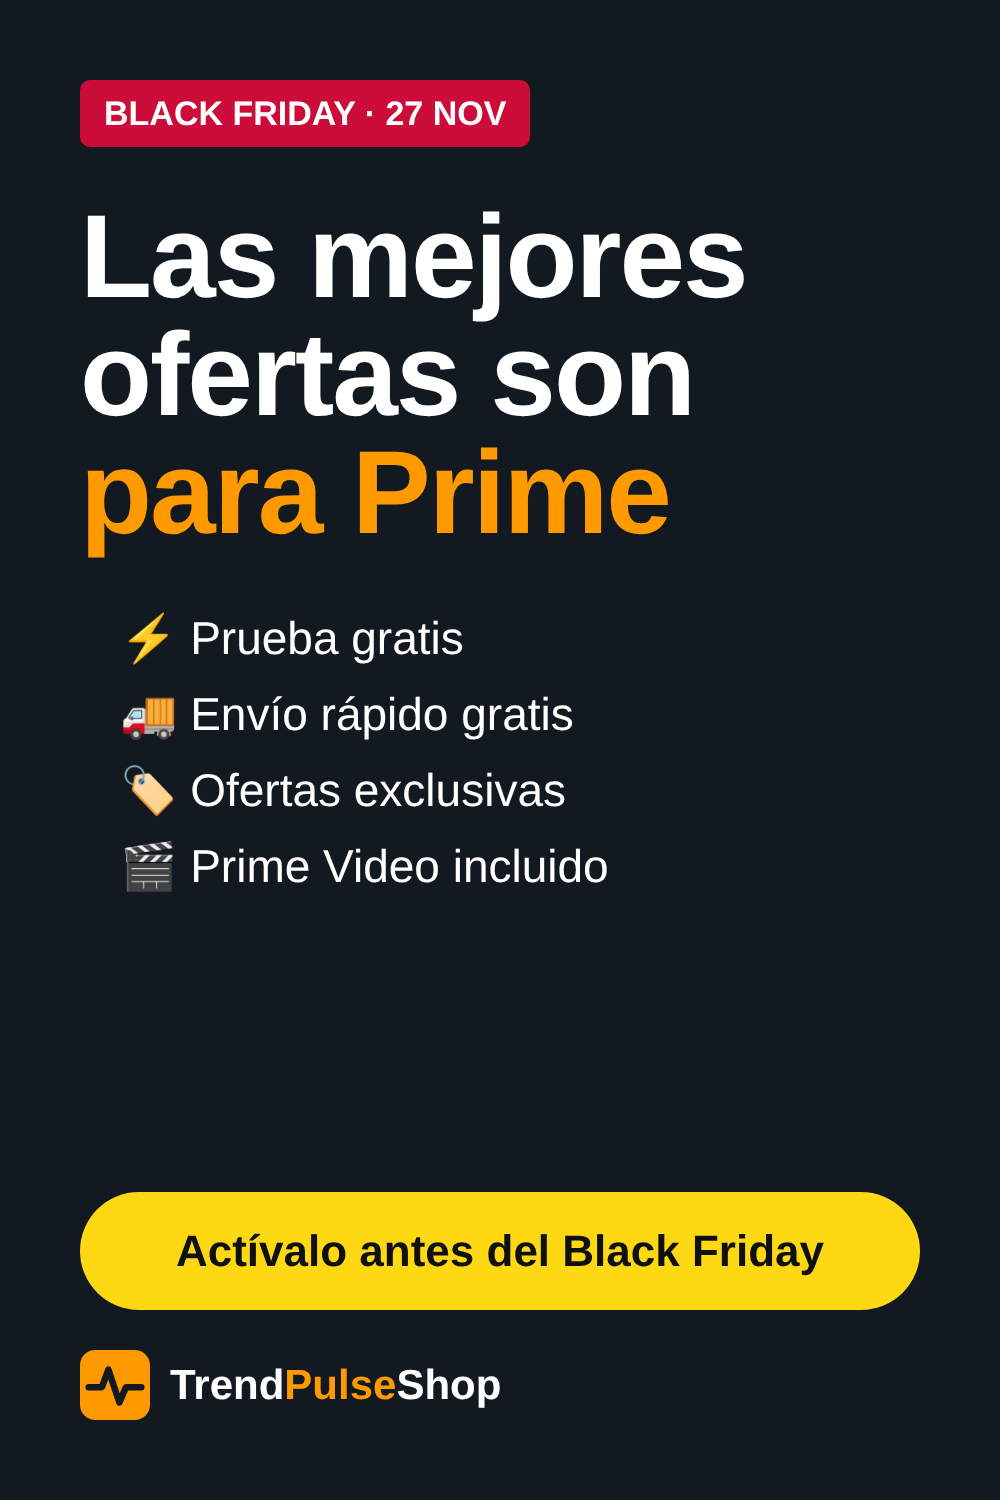 BLACK FRIDAY · 27 NOV
Las mejores
ofertas son
para Prime
⚡ Prueba gratis
🚚 Envío rápido gratis
🏷️ Ofertas exclusivas
🎬 Prime Video incluido
Actívalo antes del Black Friday
TrendPulseShop